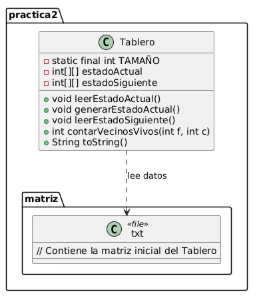 practica2
C Tablero
static final int TAMAÑO
int[][] estadoActual
int[][] estadoSiguiente
void leerEstadoActual()
void generarEstadoActual()
void leerEstadoSiguiente()
int contarVecinosVivos(int f, int c)
String toString()
lee datos
matriz
«file»
C txt
// Contiene la matriz inicial del Tablero